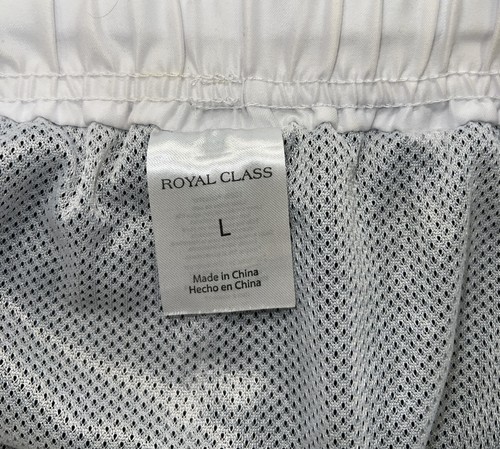 ROYAL CLASS
L
Made in China
Hecho en China